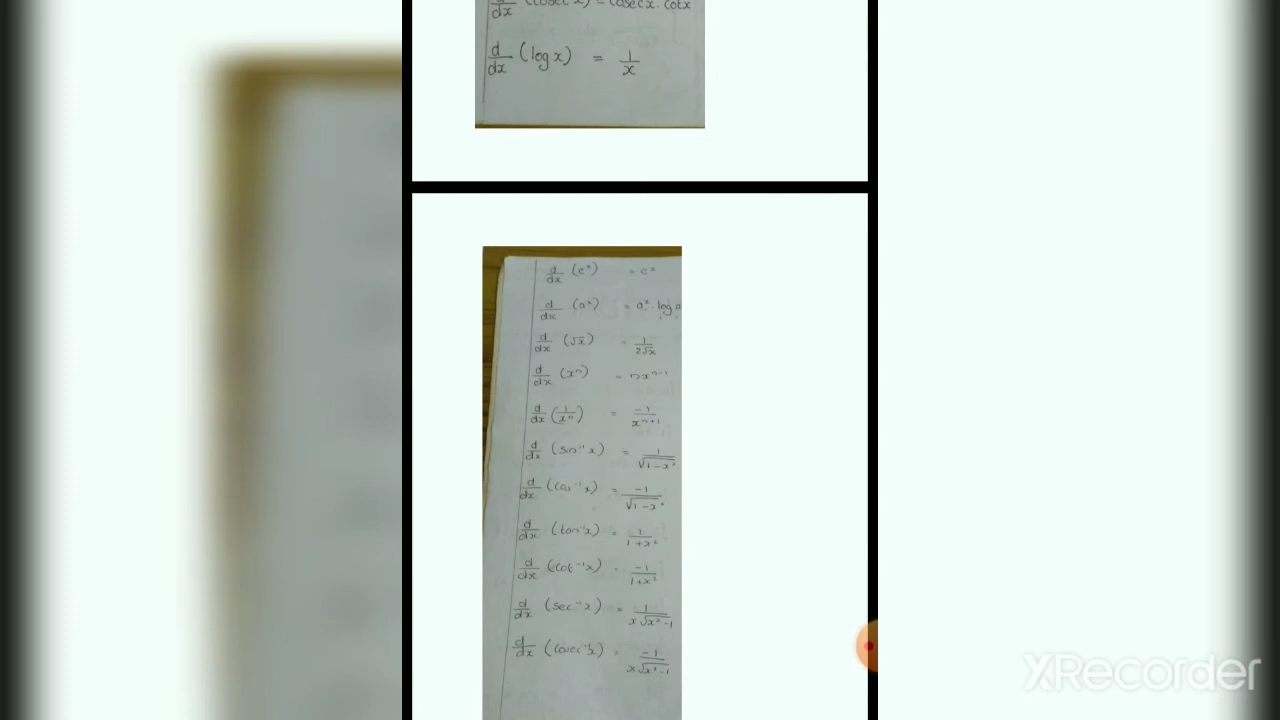 d/dx (cosec x) = cosec x . cot x
d/dx (log x) = 1/x
d/dx (eˣ) = eˣ
d/dx (aˣ) = aˣ . log a
d/dx (√x) = 1/2√x
d/dx (xⁿ) = nxⁿ⁻¹
d/dx (1/xⁿ) = -1/xⁿ⁺¹
d/dx (sin⁻¹x) = 1/√1-x²
d/dx (cos⁻¹x) = -1/√1-x²
d/dx (tan⁻¹x) = 1/1+x²
d/dx (cot⁻¹x) = -1/1+x²
d/dx (sec⁻¹x) = 1/x√x²-1
d/dx (cosec⁻¹x) = -1/x√x²-1
XRecorder